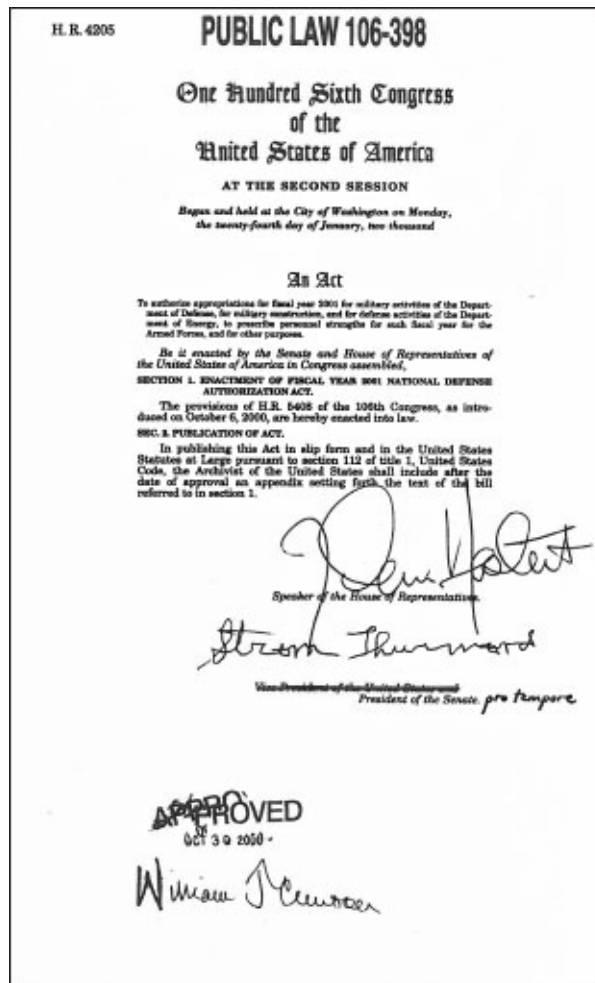 H. R. 4205
PUBLIC LAW 106-398
One Hundred Sixth Congress
of the
United States of America
AT THE SECOND SESSION
Begun and held at the City of Washington on Monday,
the twenty-fourth day of January, two thousand
An Act
To authorize appropriations for fiscal year 2001 for military activities of the Depart-
ment of Defense, for military construction, and for defense activities of the Depart-
ment of Energy, to prescribe personnel strengths for such fiscal year for the
Armed Forces, and for other purposes.
Be it enacted by the Senate and House of Representatives of
the United States of America in Congress assembled,
SECTION 1. ENACTMENT OF FISCAL YEAR 2001 NATIONAL DEFENSE
AUTHORIZATION ACT.
The provisions of H.R. 5408 of the 106th Congress, as intro-
duced on October 6, 2000, are hereby enacted into law.
SEC. 2. PUBLICATION OF ACT.
In publishing this Act in slip form and in the United States
Statutes at Large pursuant to section 112 of title 1, United States
Code, the Archivist of the United States shall include after the
date of approval an appendix setting forth the text of the bill
referred to in section 1.
Speaker of the House of Representatives.
Strom Thurmond
Vice President of the United States and
President of the Senate. pro tempore
APPROVED
OCT 30 2000
William J Clinton